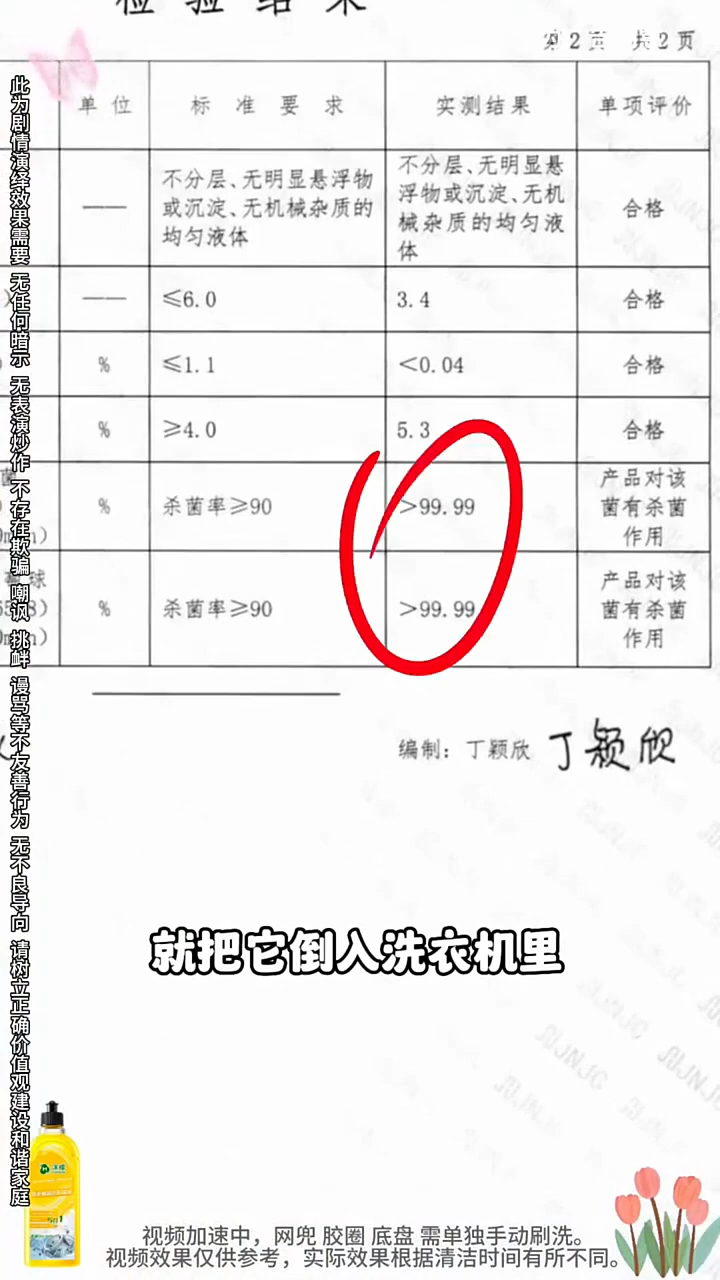 检验结果
第2页 共2页
单位 标准要求 实测结果 单项评价
—— 不分层、无明显悬浮物或沉淀、无机械杂质的均匀液体 不分层、无明显悬浮物或沉淀、无机械杂质的均匀液体 合格
—— ≤6.0 3.4 合格
% ≤1.1 <0.04 合格
% ≥4.0 5.3 合格
% 杀菌率≥90 >99.99 产品对该菌有杀菌作用
% 杀菌率≥90 >99.99 产品对该菌有杀菌作用
编制：丁颖欣 丁颖欣
此为剧情演绎效果需要 无任何暗示 无表演炒作 不存在欺骗 嘲讽 挑衅 谩骂等不友善行为 无不良导向 请树立正确价值观建设和谐家庭
就把它倒入洗衣机里
视频加速中，网兜 胶圈 底盘 需单独手动刷洗。
视频效果仅供参考，实际效果根据清洁时间有所不同。